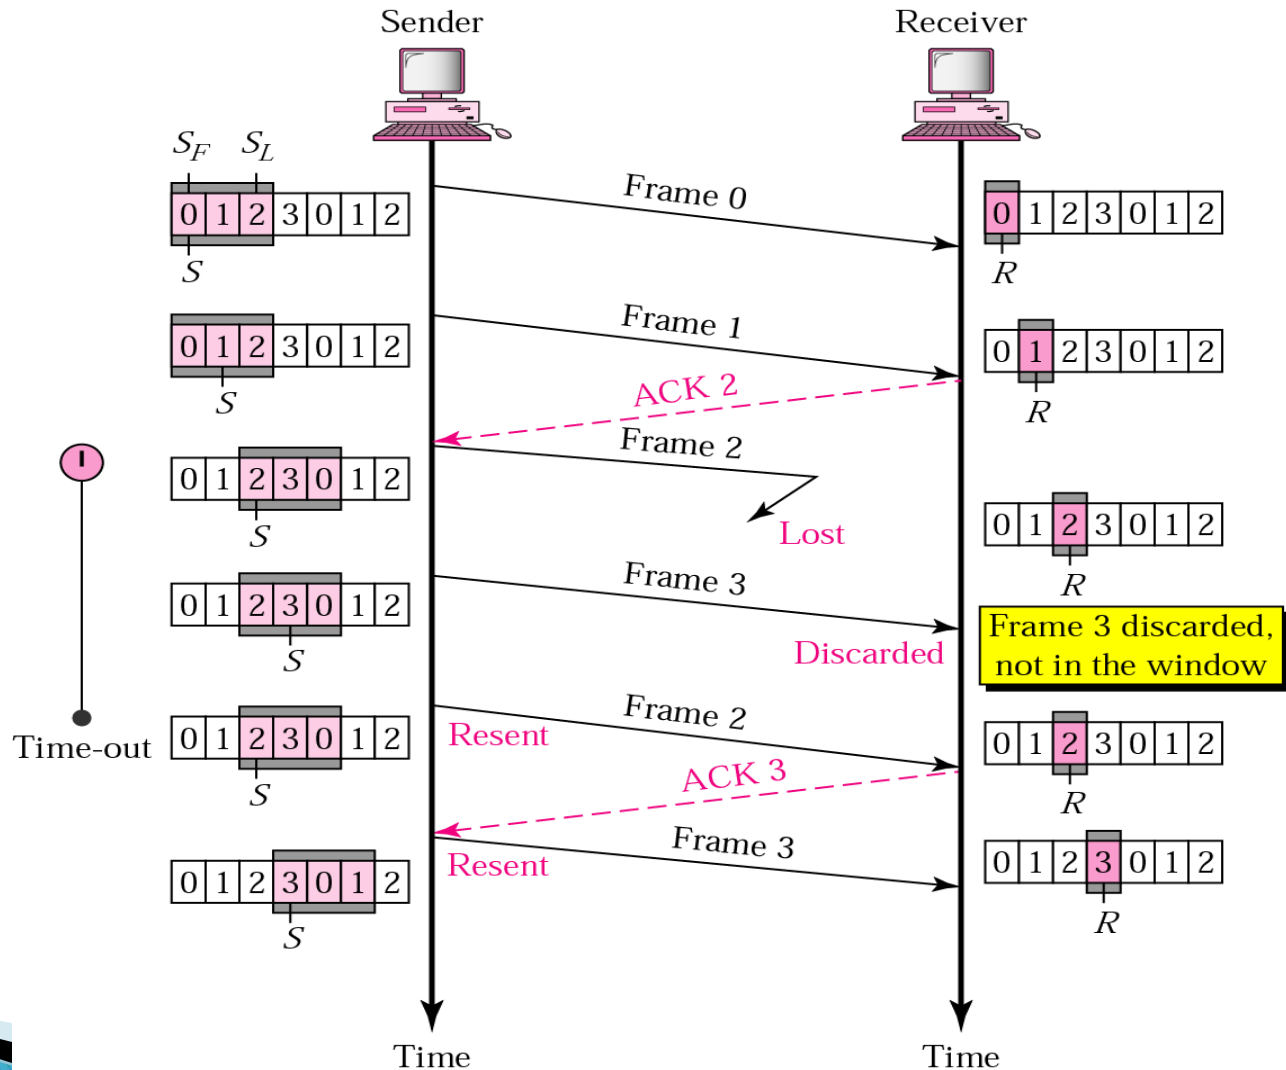 Sender
Receiver
S_F S_L
0 1 2 3 0 1 2
S
Frame 0
0 1 2 3 0 1 2
R
0 1 2 3 0 1 2
S
Frame 1
0 1 2 3 0 1 2
R
ACK 2
0 1 2 3 0 1 2
S
Frame 2
Lost
0 1 2 3 0 1 2
R
0 1 2 3 0 1 2
S
Frame 3
Discarded
Frame 3 discarded,
not in the window
Time-out
0 1 2 3 0 1 2
S
Resent
Frame 2
0 1 2 3 0 1 2
R
ACK 3
0 1 2 3 0 1 2
S
Resent
Frame 3
0 1 2 3 0 1 2
R
Time
Time